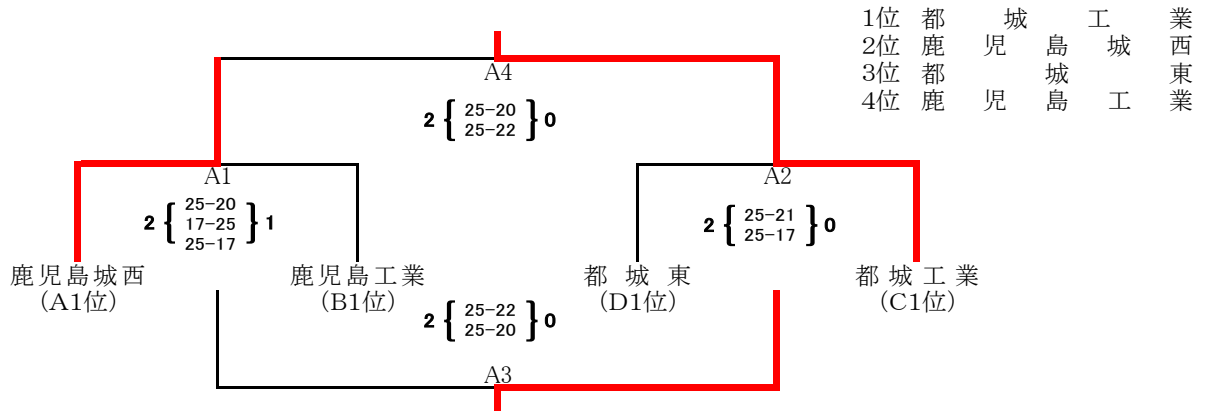 1位 都城工業
2位 鹿児島城西
3位 都城東
4位 鹿児島工業
A4
2 { 25-20 } 0
25-22
A1
A2
2 { 25-20 } 1
17-25
25-17
2 { 25-21 } 0
25-17
鹿児島城西 鹿児島工業 都城東 都城工業
(A1位) (B1位) (D1位) (C1位)
2 { 25-22 } 0
25-20
A3